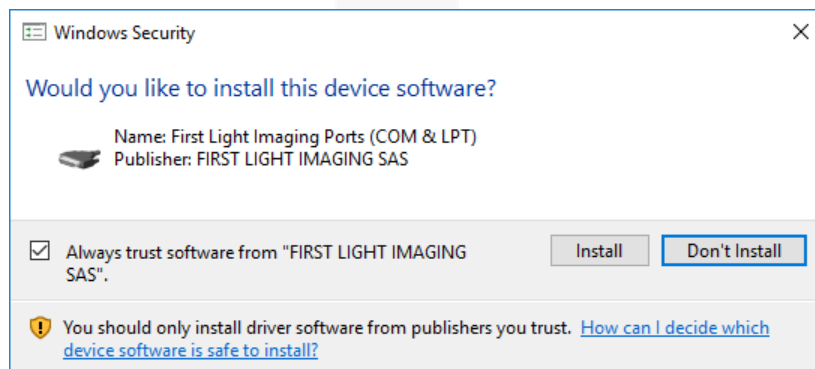 Windows Security
Would you like to install this device software?
Name: First Light Imaging Ports (COM & LPT)
Publisher: FIRST LIGHT IMAGING SAS
Always trust software from "FIRST LIGHT IMAGING
SAS".
Install
Don't Install
You should only install driver software from publishers you trust. How can I decide which
device software is safe to install?